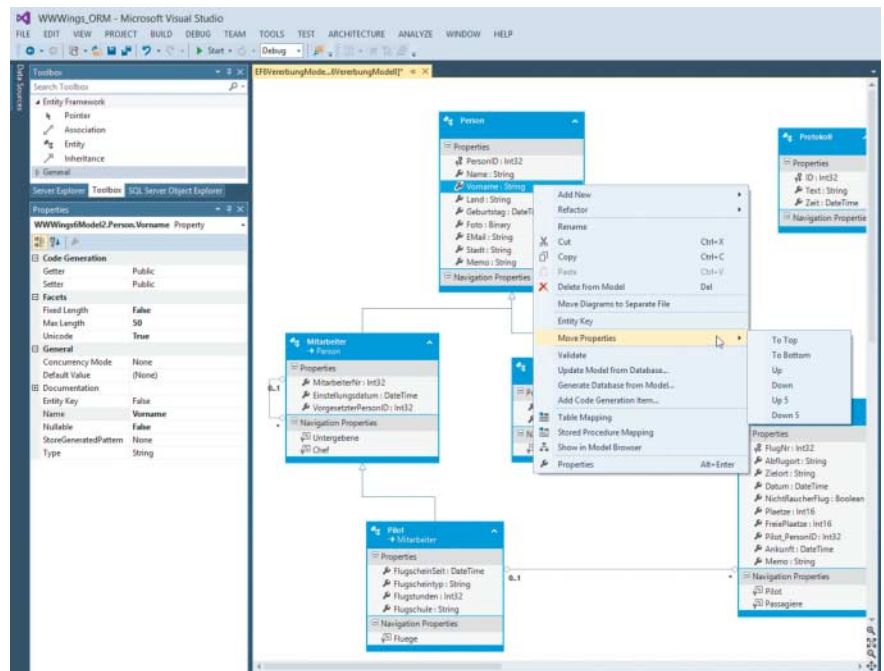 WWWings_ORM - Microsoft Visual Studio
FILE EDIT VIEW PROJECT BUILD DEBUG TEAM TOOLS TEST ARCHITECTURE ANALYZE WINDOW HELP
Start Debug
Data Sources
Toolbox
Search Toolbox
Entity Framework
Pointer
Association
Entity
Inheritance
General
Server Explorer Toolbox SQL Server Object Explorer
Properties
WWWings6Model2.Person.Vorname Property
Code Generation
Getter Public
Setter Public
Facets
Fixed Length False
Max Length 50
Unicode True
General
Concurrency Mode None
Default Value (None)
Documentation
Entity Key False
Name Vorname
Nullable False
StoreGeneratedPattern None
Type String
Person
Properties
PersonID : Int32
Name : String
Vorname : String
Land : String
Geburtstag : DateTi
Foto : Binary
EMail : String
Stadt : String
Memo : String
Navigation Properties
Protokoll
Properties
ID : Int32
Text : String
Zeit : DateTime
Navigation Propertie
Add New
Refactor
Rename
Cut Ctrl+X
Copy Ctrl+C
Paste Ctrl+V
Delete from Model Del
Move Diagrams to Separate File
Entity Key
Move Properties
Validate
Update Model from Database...
Generate Database from Model...
Add Code Generation Item...
Table Mapping
Stored Procedure Mapping
Show in Model Browser
Properties Alt+Enter
To Top
To Bottom
Up
Down
Up 5
Down 5
Mitarbeiter
Person
Properties
MitarbeiterNr : Int32
Einstellungsdatum : DateTime
VorgesetzterPersonID : Int32
Navigation Properties
Untergebene
Chef
0..1
*
Properties
FlugNr : Int32
Abflugort : String
Zielort : String
Datum : DateTime
NichtRaucherFlug : Boolean
Plaetze : Int16
FreiePlaetze : Int16
Pilot_PersonID : Int32
Ankunft : DateTime
Memo : String
Navigation Properties
Pilot
Passagiere
Pilot
Mitarbeiter
Properties
FlugscheinSeit : DateTime
Flugscheintyp : String
Flugstunden : Int32
Flugschule : String
Navigation Properties
Fluege
0..1
*